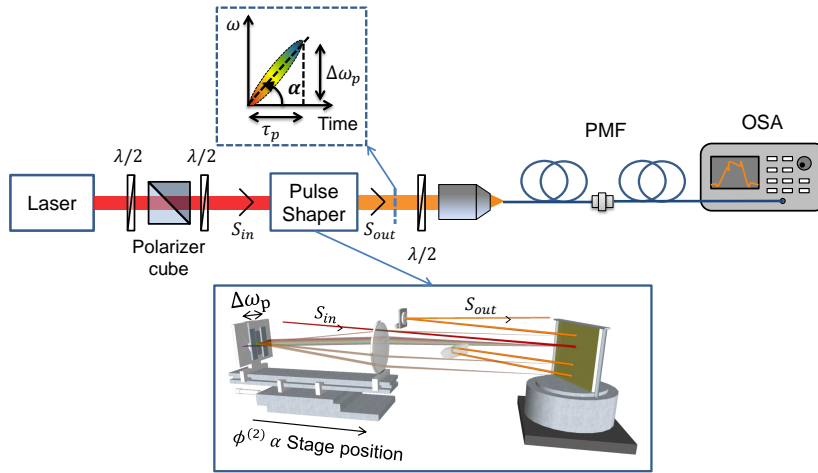 ω
α
Δω_p
τ_p
Time
λ/2
λ/2
Laser
Polarizer
cube
S_in
Pulse
Shaper
S_out
λ/2
PMF
OSA
Δω_p
S_in
S_out
ϕ^(2) α Stage position